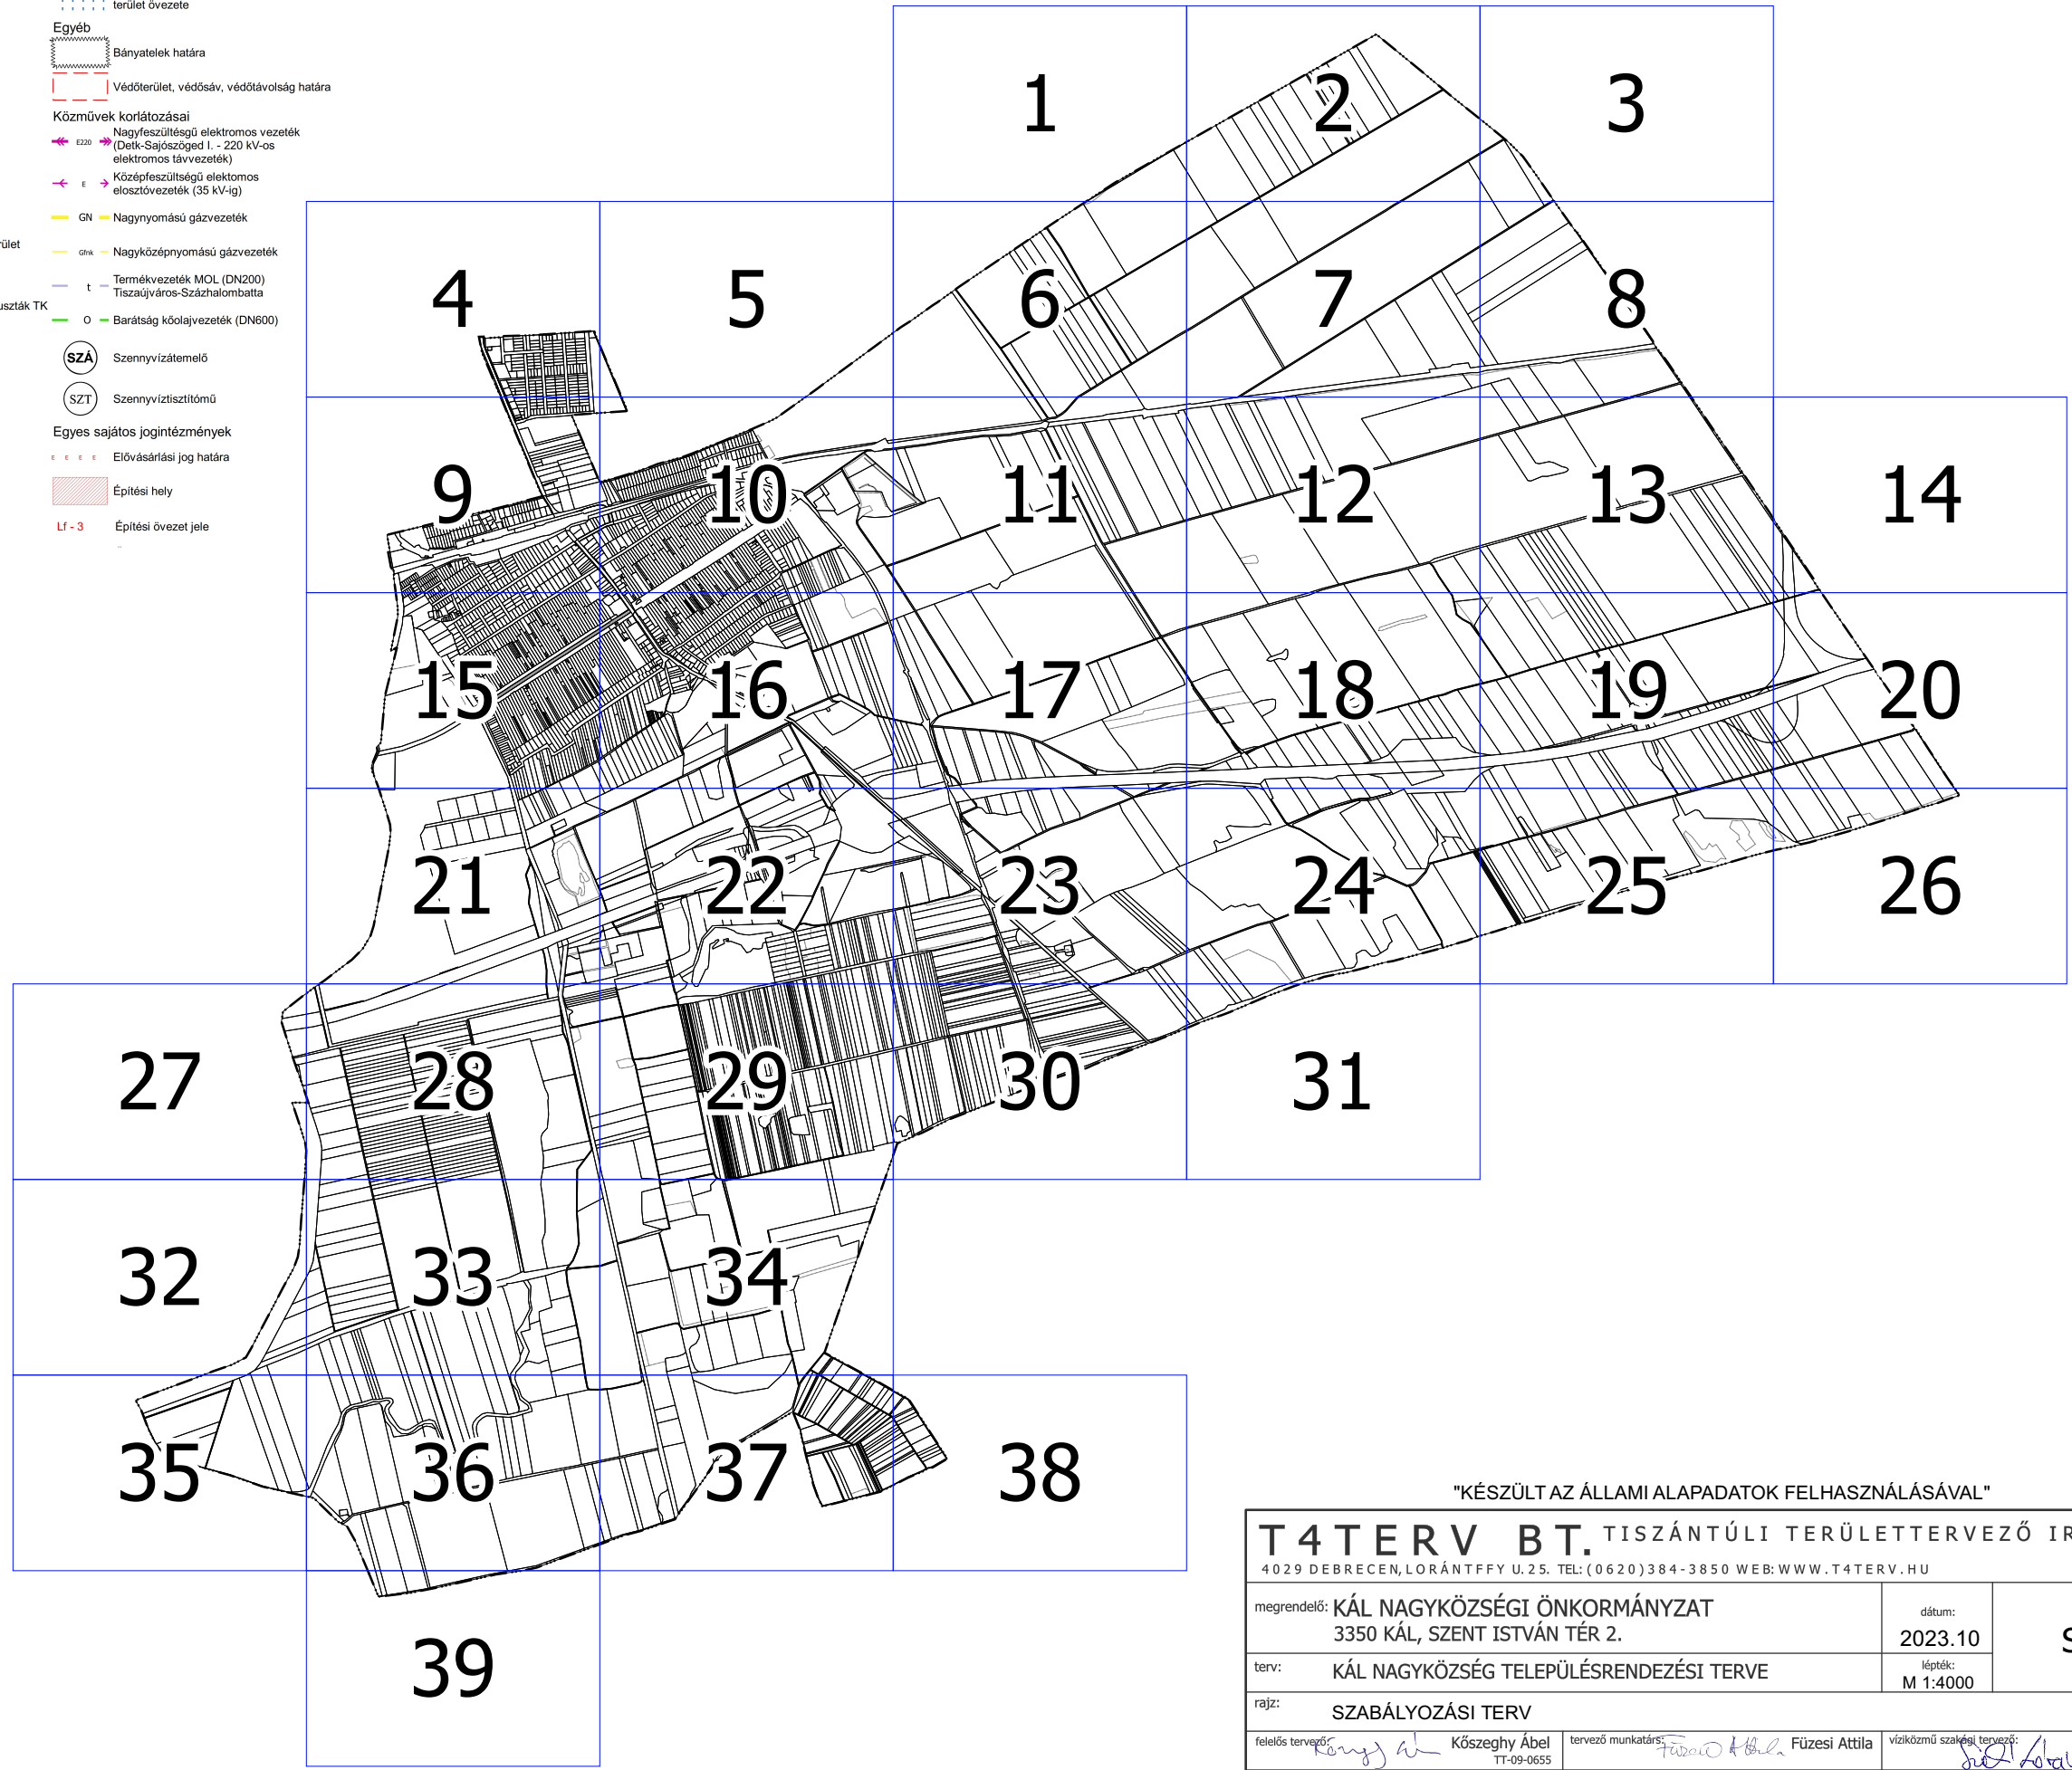 terület övezete
Egyéb
Bányatelek határa
Védőterület, védősáv, védőtávolság határa
Közművek korlátozásai
E220
Nagyfeszültésgű elektromos vezeték
(Detk-Sajószöged I. - 220 kV-os
elektromos távvezeték)
E
Középfeszültségű elektomos
elosztóvezeték (35 kV-ig)
GN
Nagynyomású gázvezeték
Gfnk
Nagyközépnyomású gázvezeték
t
Termékvezeték MOL (DN200)
Tiszaújváros-Százhalombatta
O
Barátság kőolajvezeték (DN600)
SZÁ
Szennyvízátemelő
SZT
Szennyvíztisztítómű
Egyes sajátos jogintézmények
E E E E
Elővásárlási jog határa
Építési hely
Lf - 3
Építési övezet jele
TK
1
2
3
4
5
6
7
8
9
10
11
12
13
14
15
16
17
18
19
20
21
22
23
24
25
26
27
28
29
30
31
32
33
34
35
36
37
38
39
"KÉSZÜLT AZ ÁLLAMI ALAPADATOK FELHASZNÁLÁSÁVAL"
T4TERV BT. TISZÁNTÚLI TERÜLETTERVEZŐ
4029 DEBRECEN, LORÁNTFFY U. 25. TEL: (0620)384-3850 WEB: WWW.T4TERV.HU
megrendelő: KÁL NAGYKÖZSÉGI ÖNKORMÁNYZAT
3350 KÁL, SZENT ISTVÁN TÉR 2.
dátum:
2023.10
terv: KÁL NAGYKÖZSÉG TELEPÜLÉSRENDEZÉSI TERVE
lépték:
M 1:4000
rajz: SZABÁLYOZÁSI TERV
felelős tervező: Kőszeghy Ábel
TT-09-0655
tervező munkatárs: Füzesi Attila
víziközmű szakági tervező: